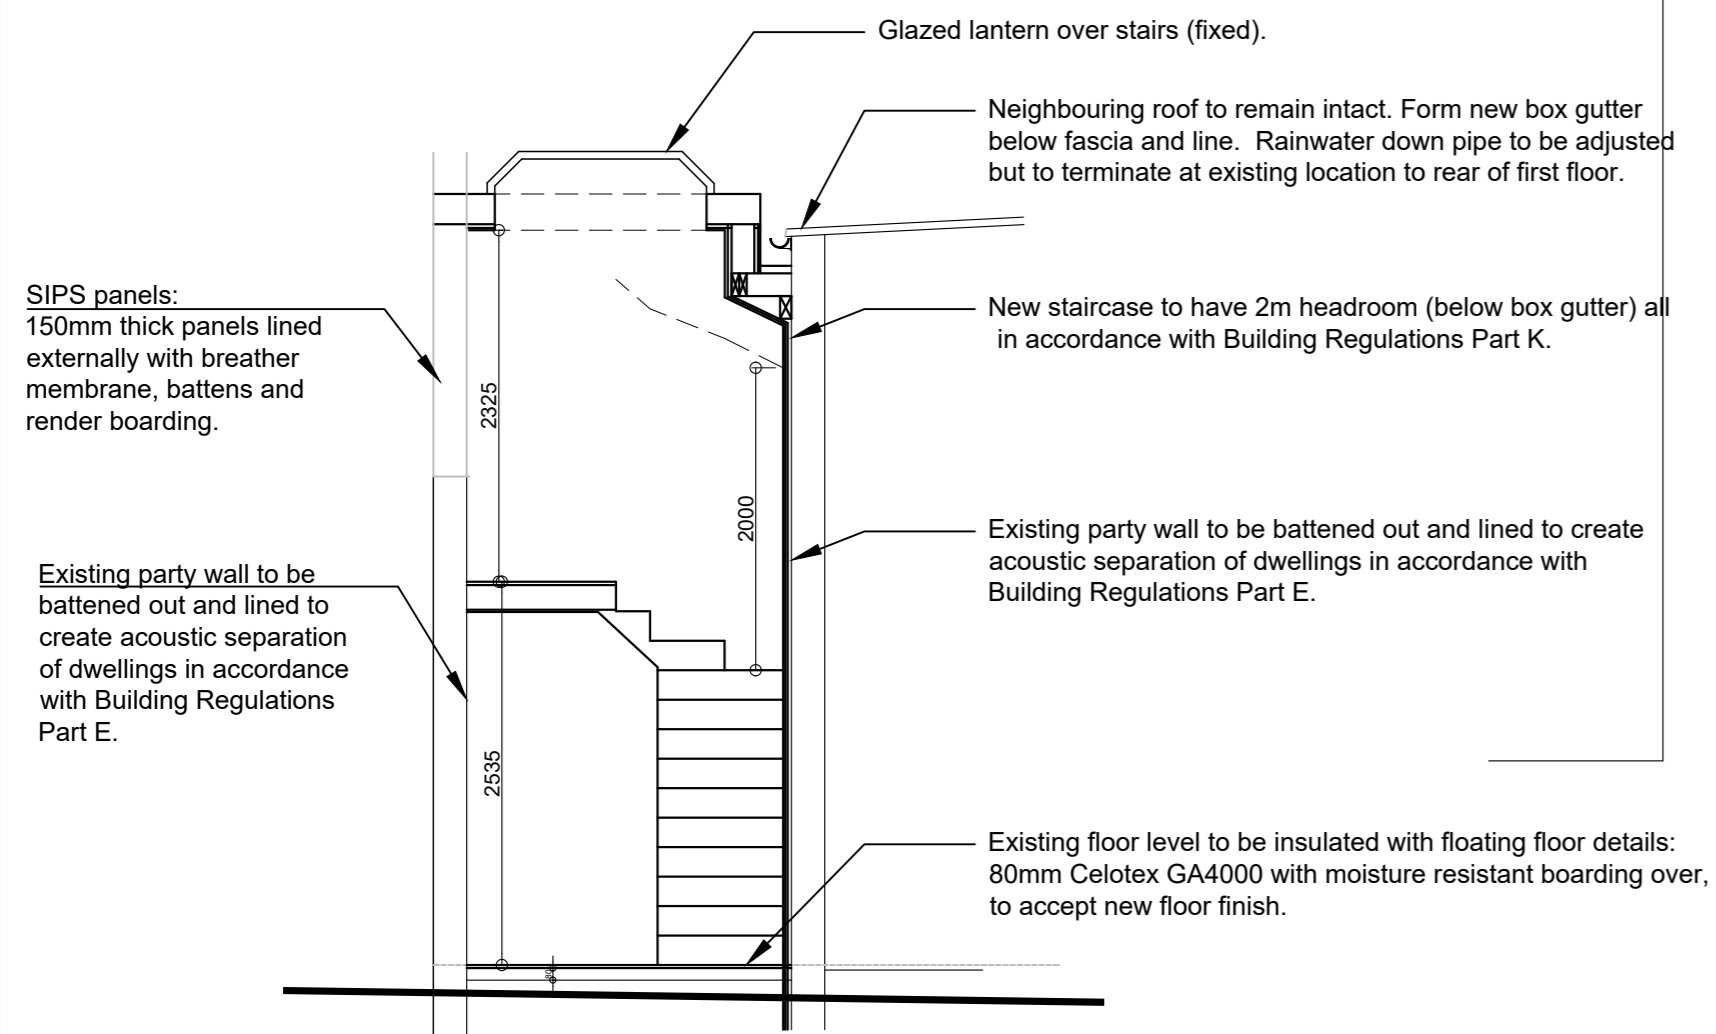 Glazed lantern over stairs (fixed).
Neighbouring roof to remain intact. Form new box gutter
below fascia and line. Rainwater down pipe to be adjusted
but to terminate at existing location to rear of first floor.
SIPS panels:
150mm thick panels lined
externally with breather
membrane, battens and
render boarding.
New staircase to have 2m headroom (below box gutter) all
in accordance with Building Regulations Part K.
2325
2000
Existing party wall to be battened out and lined to create
acoustic separation of dwellings in accordance with
Building Regulations Part E.
Existing party wall to be
battened out and lined to
create acoustic separation
of dwellings in accordance
with Building Regulations
Part E.
2535
Existing floor level to be insulated with floating floor details:
80mm Celotex GA4000 with moisture resistant boarding over,
to accept new floor finish.
80